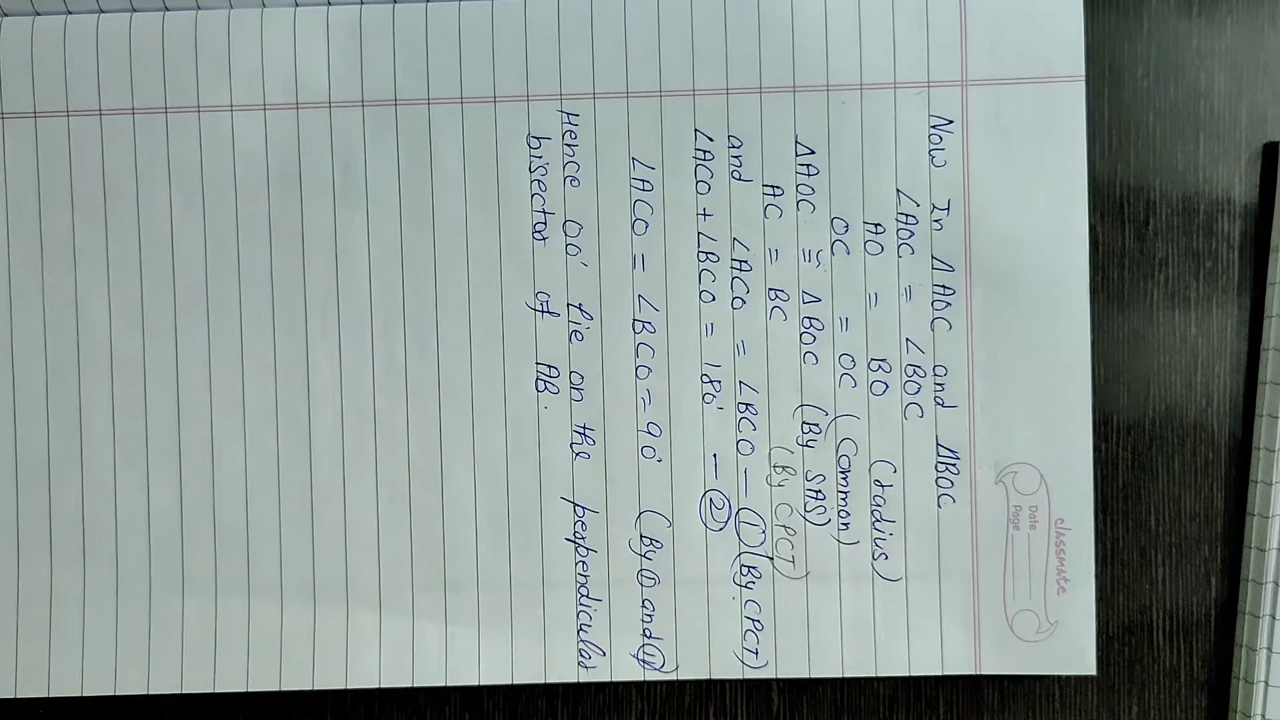 classmate
Date
Page
Now In ΔAOC and ΔBOC
∠AOC = ∠BOC
AO = BO (radius)
OC = OC (Common)
ΔAOC ≅ ΔBOC (By SAS)
AC = BC (By CPCT)
and ∠ACO = ∠BCO — ① (By CPCT)
∠ACO + ∠BCO = 180° — ②
∠ACO = ∠BCO = 90° (By ① and ①)
Hence OO' lie on the perpendicular
bisector of AB.